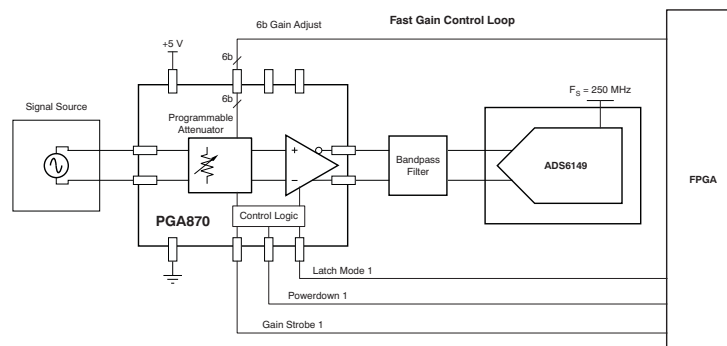 6b Gain Adjust
Fast Gain Control Loop
+5 V
6b
6b
Signal Source
Programmable
Attenuator
F_S = 250 MHz
+
−
Bandpass
Filter
ADS6149
FPGA
PGA870
Control Logic
Latch Mode 1
Powerdown 1
Gain Strobe 1